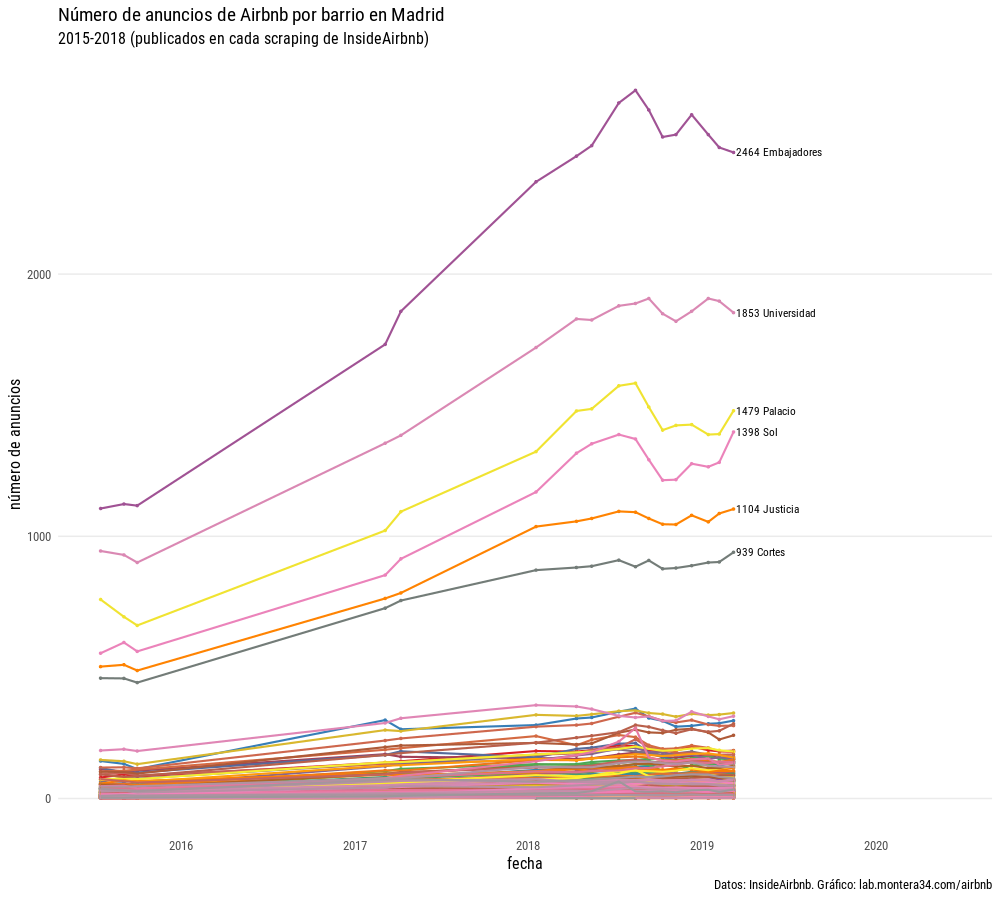 Número de anuncios de Airbnb por barrio en Madrid
2015-2018 (publicados en cada scraping de InsideAirbnb)
número de anuncios
2000
1000
0
2464 Embajadores
1853 Universidad
1479 Palacio
1398 Sol
1104 Justicia
939 Cortes
2016 2017 2018 2019 2020
fecha
Datos: InsideAirbnb. Gráfico: lab.montera34.com/airbnb